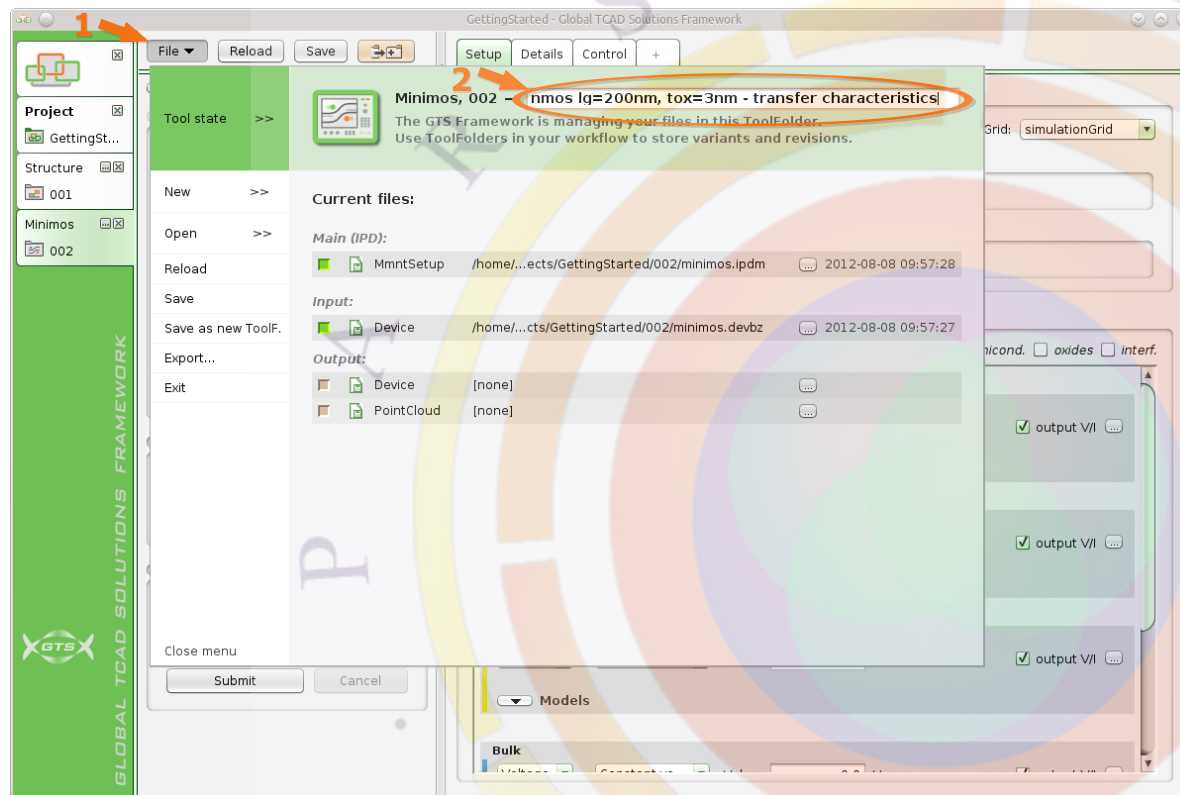 GettingStarted - Global TCAD Solutions Framework
1
File Reload Save
Setup Details Control +
Project
GettingSt...
Structure
001
Minimos
002
Tool state >>
2
Minimos, 002 – nmos lg=200nm, tox=3nm - transfer characteristics
The GTS Framework is managing your files in this ToolFolder.
Use ToolFolders in your workflow to store variants and revisions.
Grid: simulationGrid
New >>
Open >>
Reload
Save
Save as new ToolF.
Export...
Exit
Close menu
Current files:
Main (IPD):
MmntSetup /home/...ects/GettingStarted/002/minimos.ipdm ... 2012-08-08 09:57:28
Input:
Device /home/...cts/GettingStarted/002/minimos.devbz ... 2012-08-08 09:57:27
Output:
Device [none] ...
PointCloud [none] ...
nicond. oxides interf.
output V/I ...
output V/I ...
output V/I ...
Submit Cancel
Models
Bulk
GTS
GLOBAL TCAD SOLUTIONS FRAMEWORK
P A R S